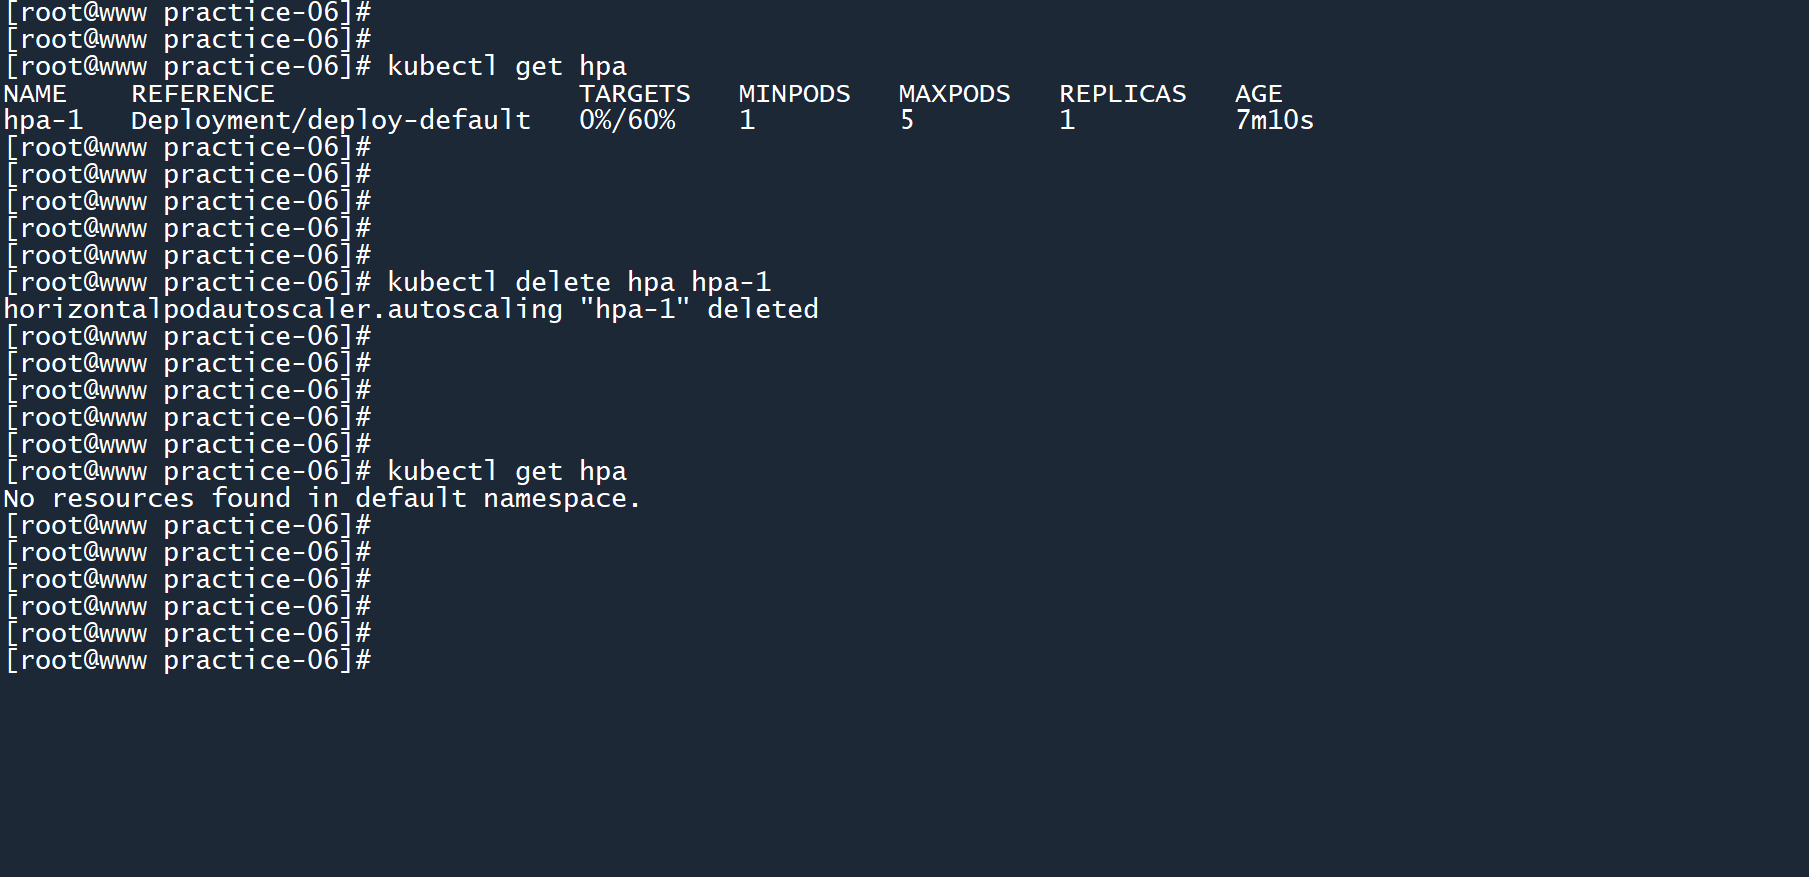 [root@www practice-06]#
[root@www practice-06]#
[root@www practice-06]# kubectl get hpa
NAME    REFERENCE                   TARGETS   MINPODS   MAXPODS   REPLICAS   AGE
hpa-1   Deployment/deploy-default   0%/60%    1         5         1          7m10s
[root@www practice-06]#
[root@www practice-06]#
[root@www practice-06]#
[root@www practice-06]#
[root@www practice-06]#
[root@www practice-06]# kubectl delete hpa hpa-1
horizontalpodautoscaler.autoscaling "hpa-1" deleted
[root@www practice-06]#
[root@www practice-06]#
[root@www practice-06]#
[root@www practice-06]#
[root@www practice-06]#
[root@www practice-06]# kubectl get hpa
No resources found in default namespace.
[root@www practice-06]#
[root@www practice-06]#
[root@www practice-06]#
[root@www practice-06]#
[root@www practice-06]#
[root@www practice-06]#